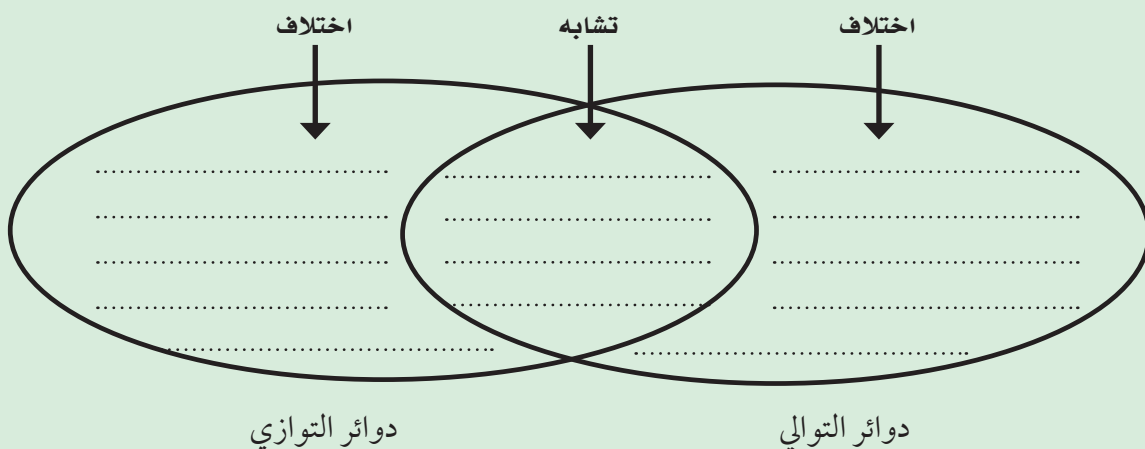 اختلاف
تشابه
اختلاف
دوائر التوالي
دوائر التوازي